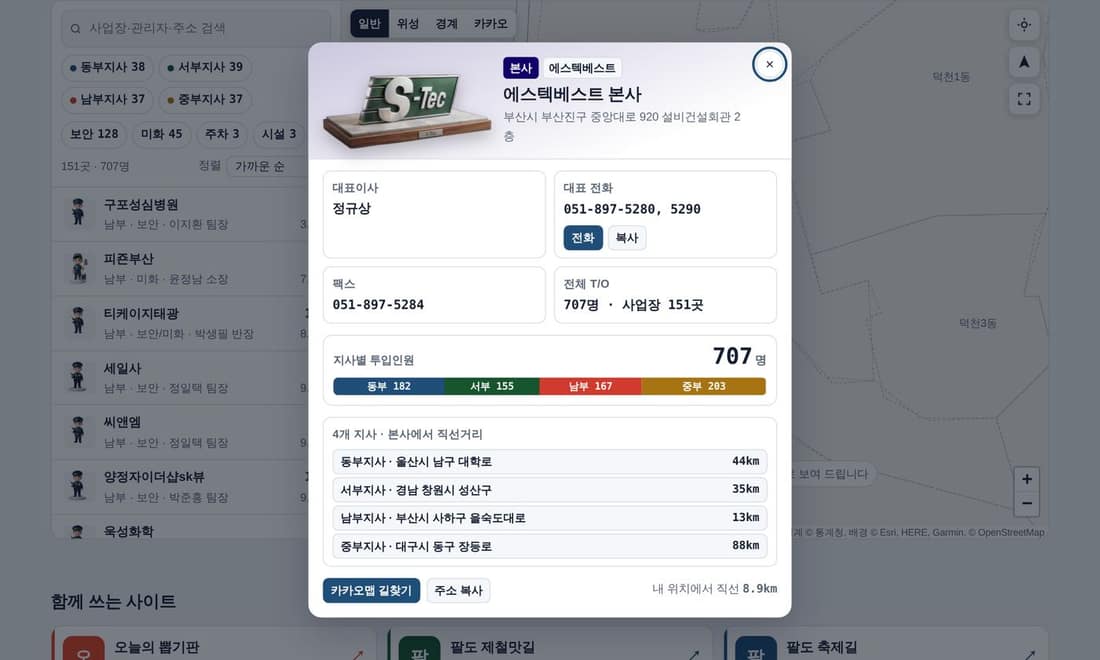 사업장·관리자·주소 검색
일반 위성 경계 카카오
동부지사 38 서부지사 39
남부지사 37 중부지사 37
보안 128 미화 45 주차 3 시설 3
151곳 · 707명 정렬 가까운 순
구포성심병원
남부 · 보안 · 이지환 팀장
피죤부산
남부 · 미화 · 윤정남 소장
티케이지태광
남부 · 보안/미화 · 박생필 반장
세일사
남부 · 보안 · 정일택 팀장
씨앤엠
남부 · 보안 · 정일택 팀장
양정자이더샵sk뷰
남부 · 보안 · 박준흥 팀장
욱성화학
S-Tec
본사 에스텍베스트
×
에스텍베스트 본사
부산시 부산진구 중앙대로 920 설비건설회관 2
층
대표이사
정규상
대표 전화
051-897-5280, 5290
전화 복사
팩스
051-897-5284
전체 T/O
707명 · 사업장 151곳
지사별 투입인원 707 명
동부 182 서부 155 남부 167 중부 203
4개 지사 · 본사에서 직선거리
동부지사 · 울산시 남구 대학로 44km
서부지사 · 경남 창원시 성산구 35km
남부지사 · 부산시 사하구 을숙도대로 13km
중부지사 · 대구시 동구 장등로 88km
카카오맵 길찾기 주소 복사 내 위치에서 직선 8.9km
덕천1동
덕천3동
보여 드립니다
+
−
© 통계청, 배경 © Esri, HERE, Garmin, © OpenStreetMap
함께 쓰는 사이트
오늘의 뽑기판
팔도 제철맛길
팔도 축제길